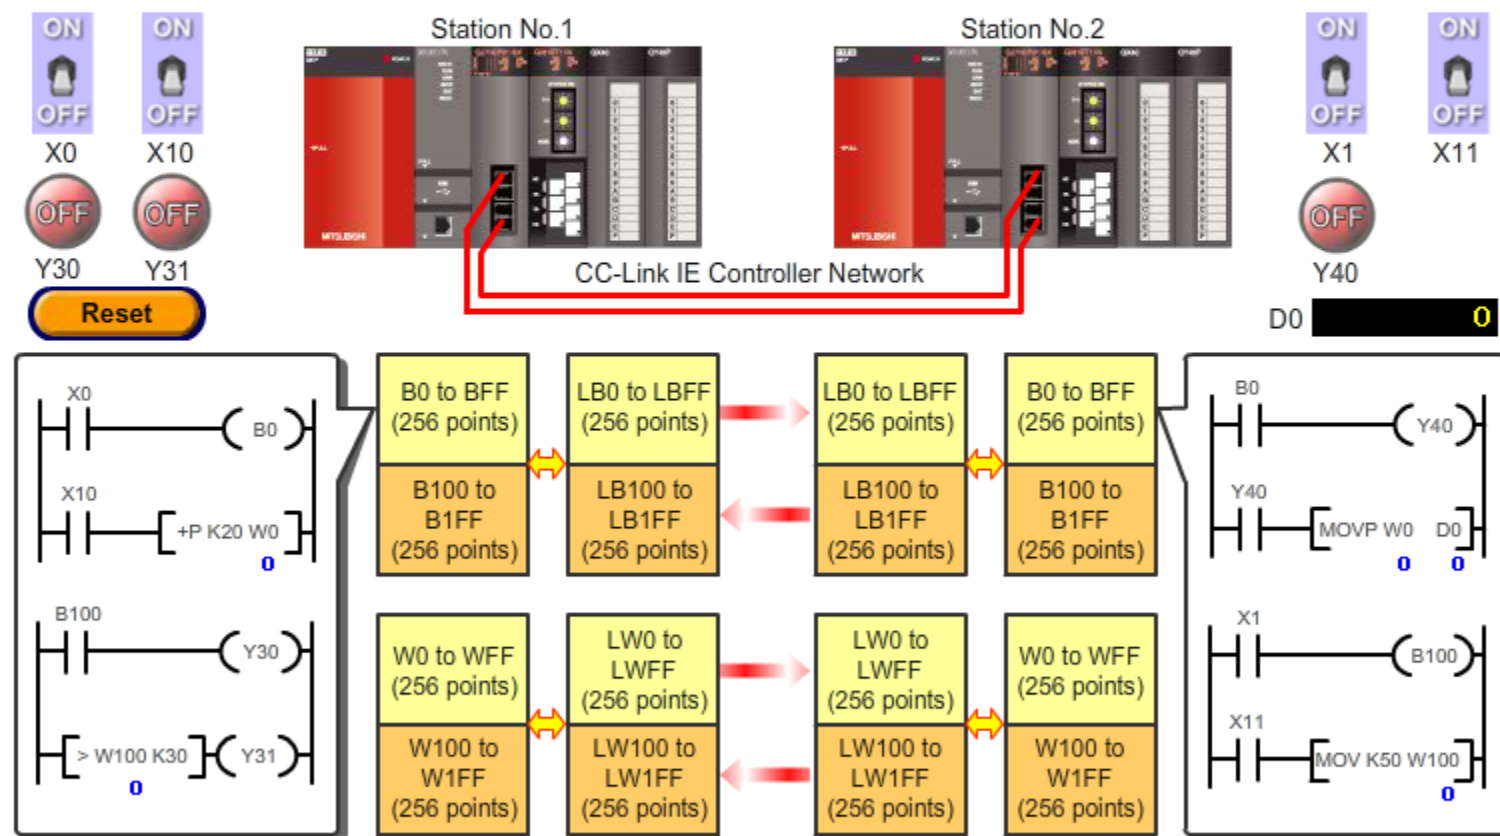 ON
ON
OFF
OFF
X0
X10
OFF
OFF
Y30
Y31
Reset
Station No.1
MITSUBISHI
Station No.2
MITSUBISHI
CC-Link IE Controller Network
ON
ON
OFF
OFF
X1
X11
OFF
Y40
D0
0
X0
B0
X10
+P K20 W0
0
B100
Y30
> W100 K30
Y31
0
B0 to BFF
(256 points)
B100 to
B1FF
(256 points)
LB0 to LBFF
(256 points)
LB100 to
LB1FF
(256 points)
LB0 to LBFF
(256 points)
LB100 to
LB1FF
(256 points)
B0 to BFF
(256 points)
B100 to
B1FF
(256 points)
W0 to WFF
(256 points)
W100 to
W1FF
(256 points)
LW0 to
LWFF
(256 points)
LW100 to
LW1FF
(256 points)
LW0 to
LWFF
(256 points)
LW100 to
LW1FF
(256 points)
W0 to WFF
(256 points)
W100 to
W1FF
(256 points)
B0
Y40
Y40
MOVP W0 D0
0 0
X1
B100
X11
MOV K50 W100
0